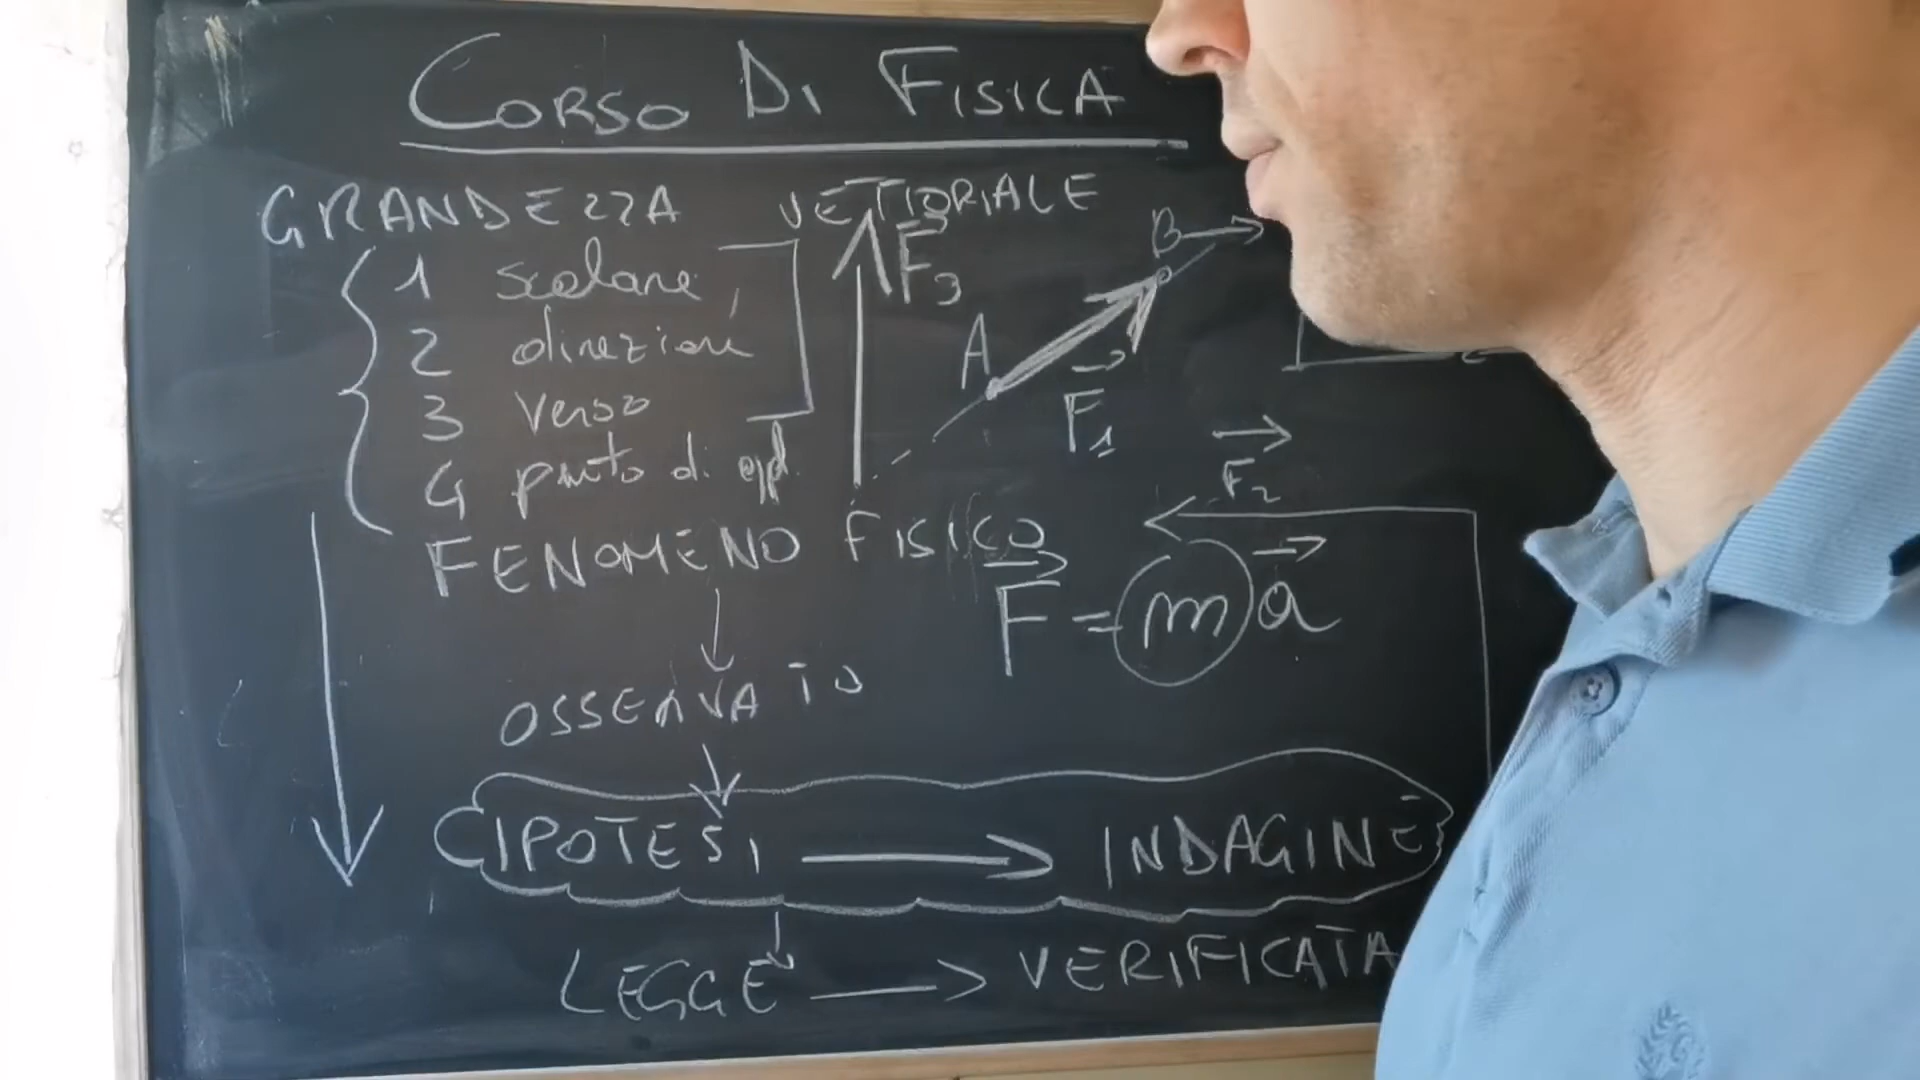 CORSO DI FISICA
GRANDEZZA VETTORIALE
1 scalare,
2 direzione
3 verso
4 punto di appl.
F3
A
B
F1
F2
FENOMENO FISICO
F = m a
OSSERVATO
IPOTESI → INDAGINE
LEGGE → VERIFICATA